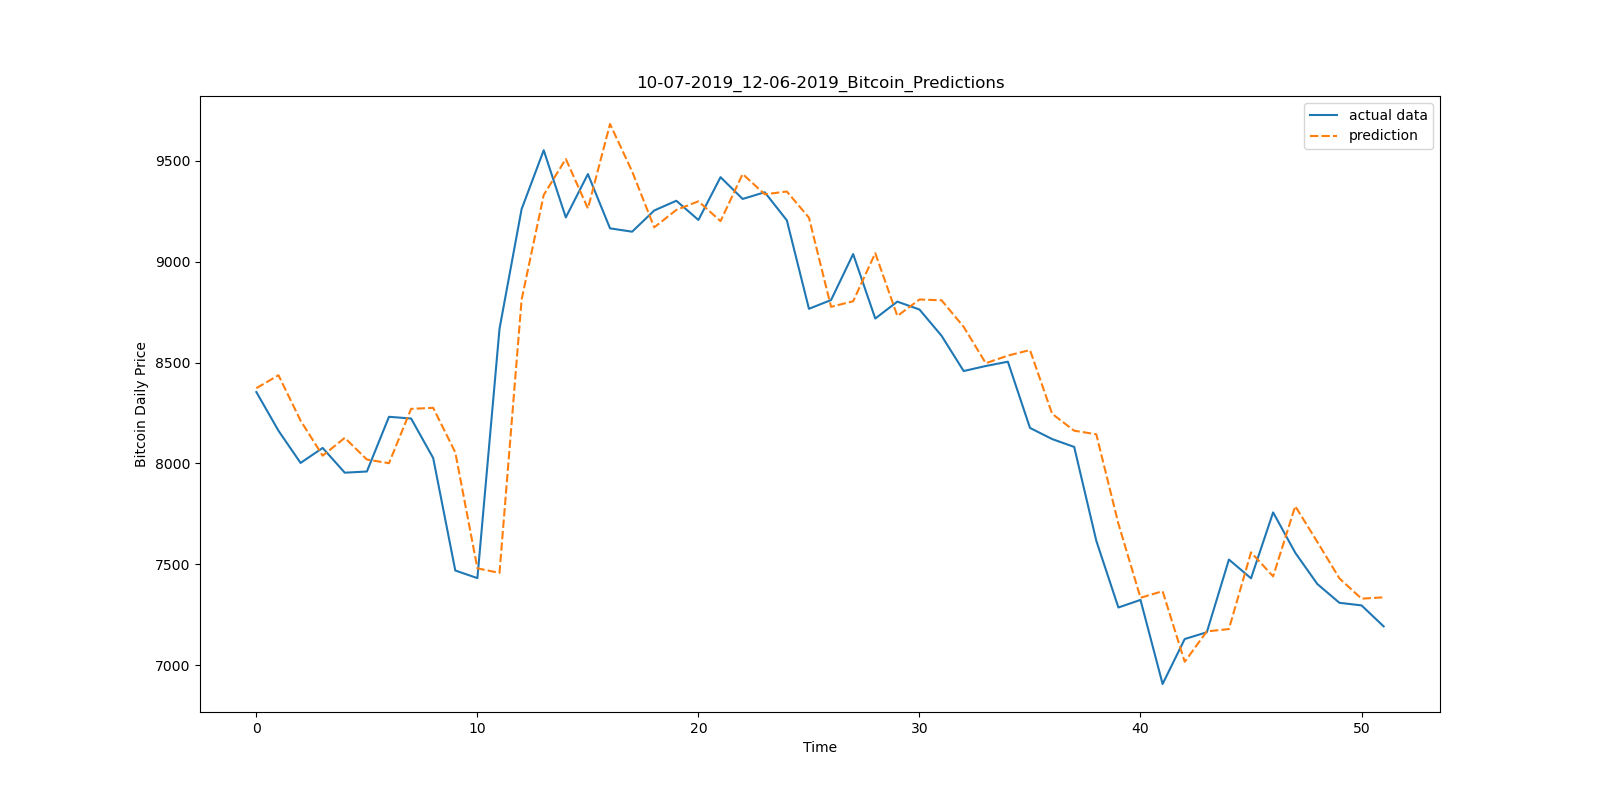 10-07-2019_12-06-2019_Bitcoin_Predictions
actual data
prediction
Bitcoin Daily Price
9500
9000
8500
8000
7500
7000
0 10 20 30 40 50
Time